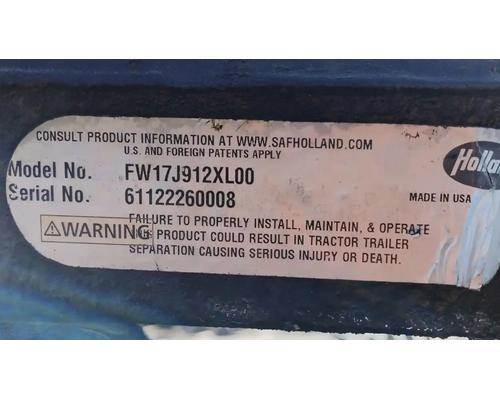 CONSULT PRODUCT INFORMATION AT WWW.SAFHOLLAND.COM
U.S. AND FOREIGN PATENTS APPLY
Model No. FW17J912XL00
Serial No. 61122260008
MADE IN USA
FAILURE TO PROPERLY INSTALL, MAINTAIN, & OPERATE
WARNING THIS PRODUCT COULD RESULT IN TRACTOR TRAILER
SEPARATION CAUSING SERIOUS INJURY OR DEATH.